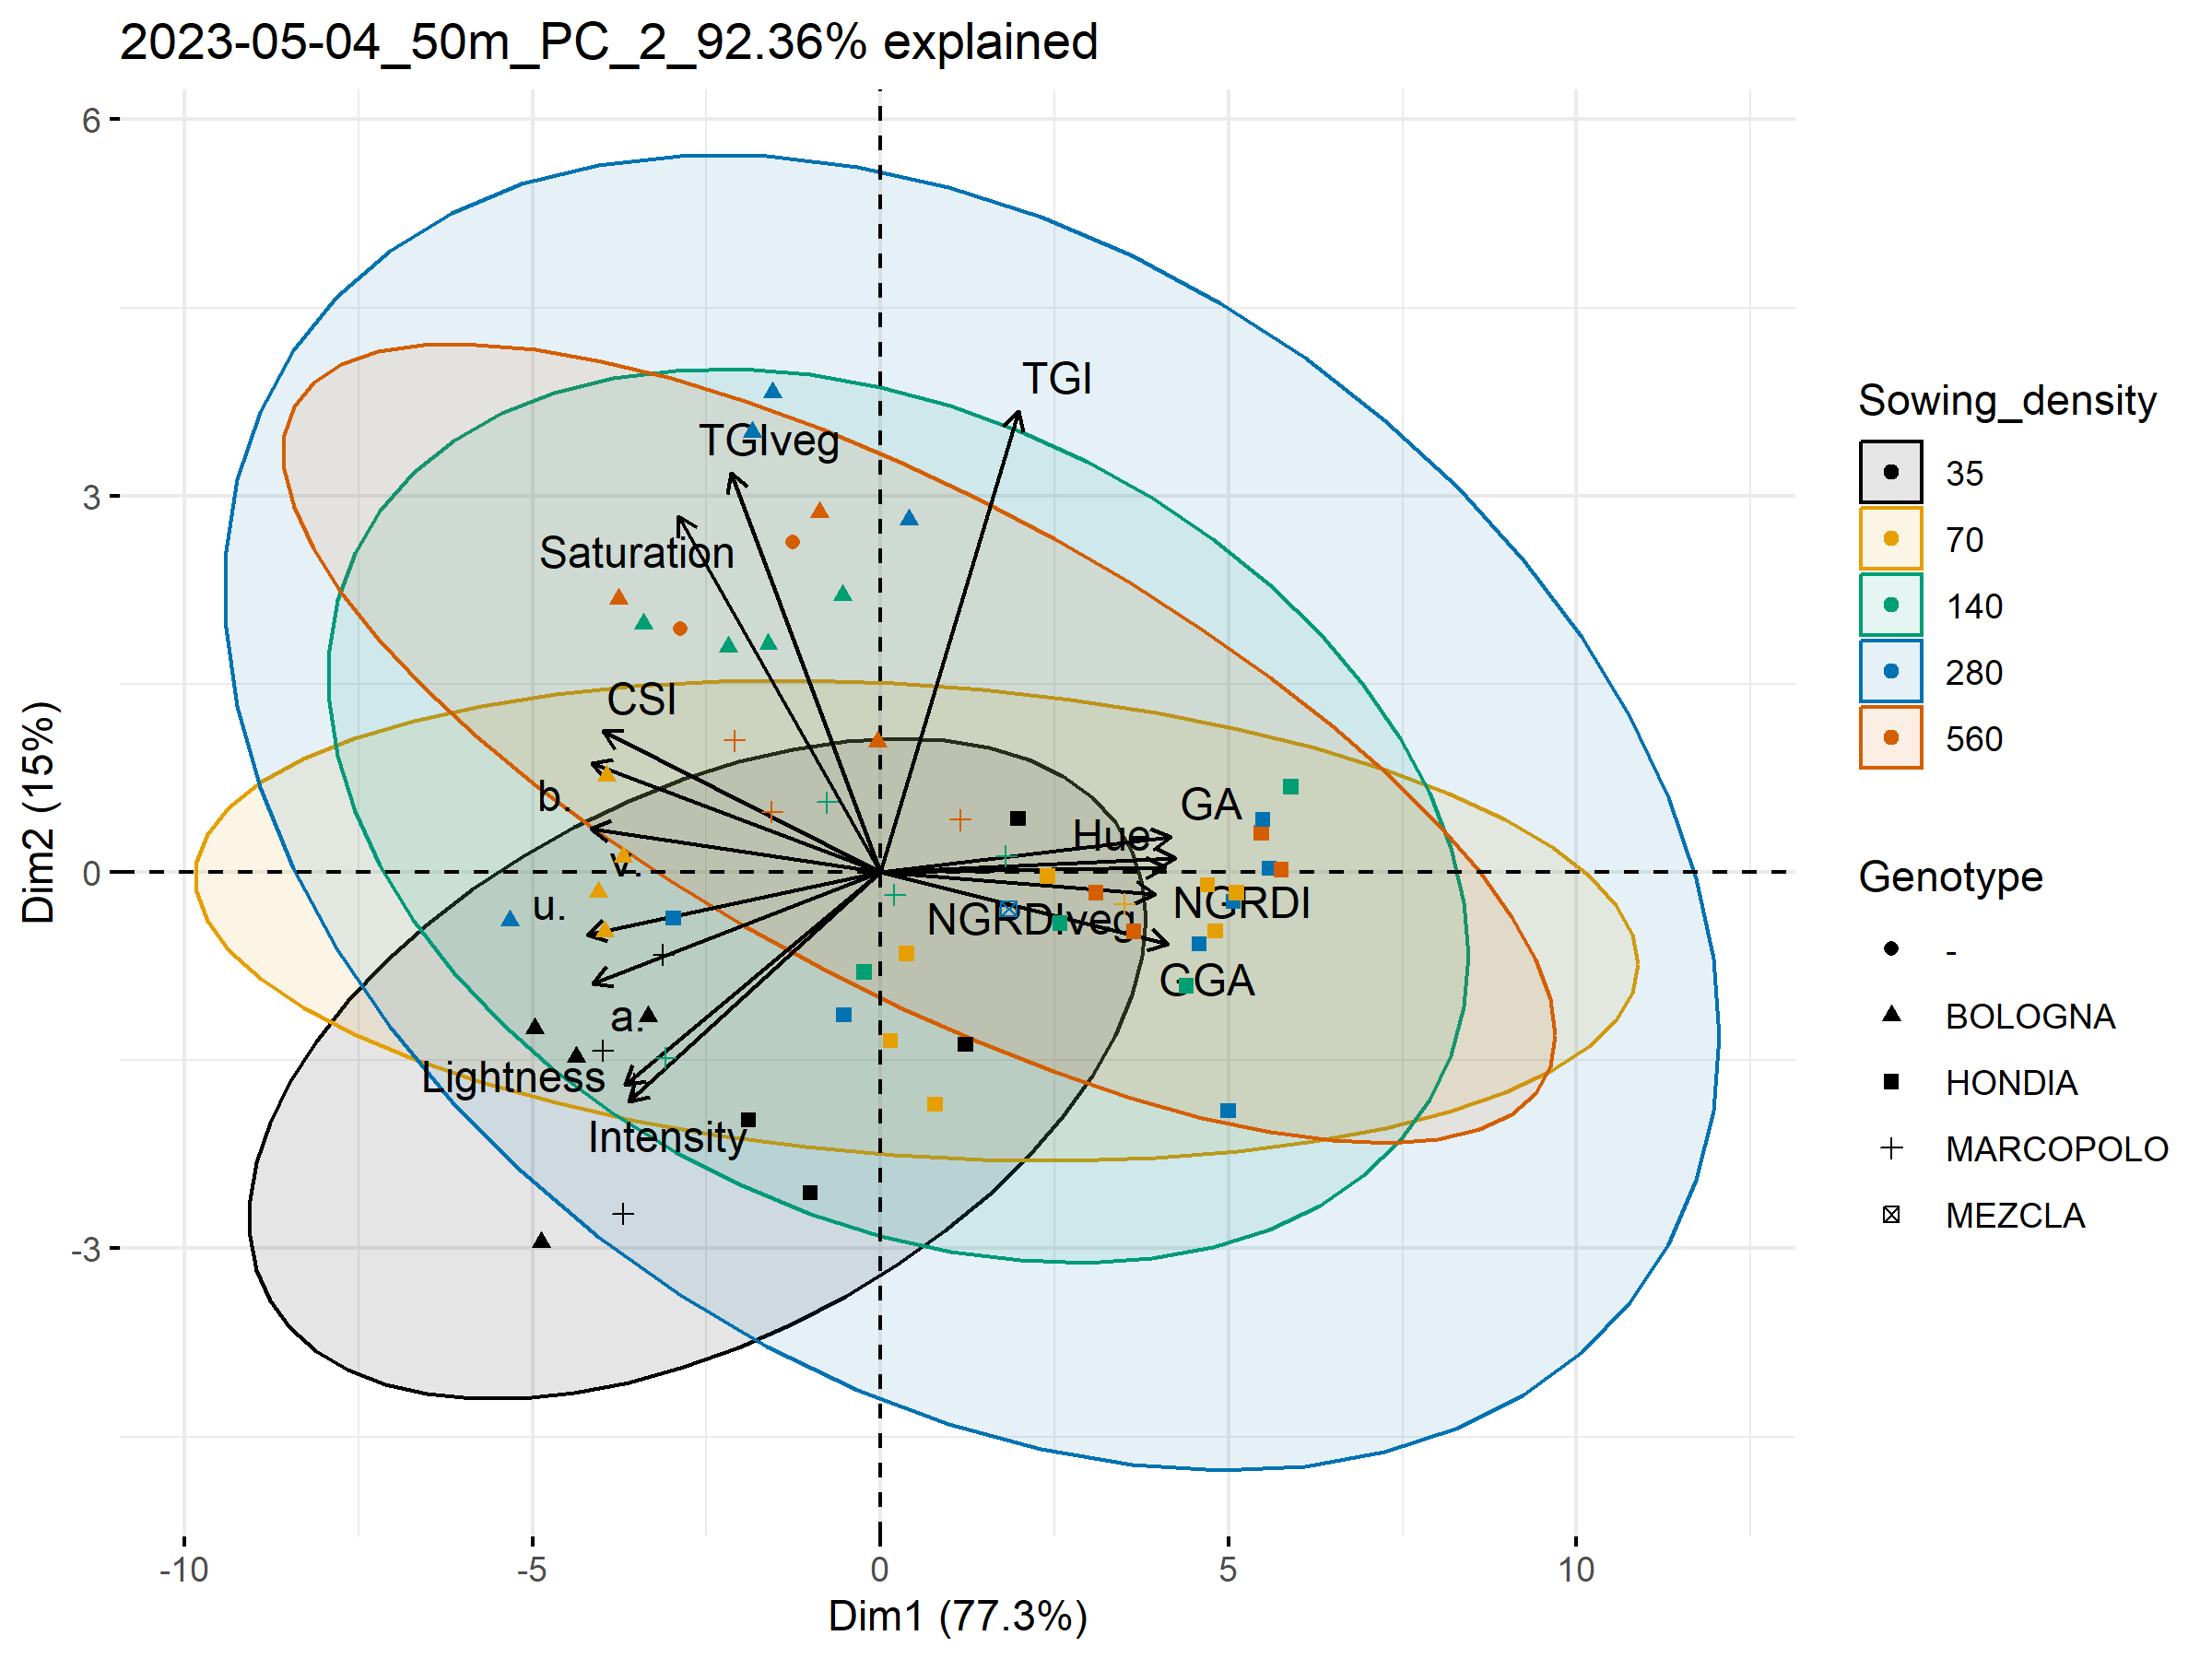 2023-05-04_50m_PC_2_92.36% explained
Dim2 (15%)
6
3
0
-3
TGI
TGIveg
Saturation
CSI
b.
v.
u.
a.
Lightness
Intensity
GA
Hue
NGRDI
NGRDIveg
GGA
-10
-5
0
5
10
Dim1 (77.3%)
Sowing_density
35
70
140
280
560
Genotype
-
BOLOGNA
HONDIA
MARCOPOLO
MEZCLA